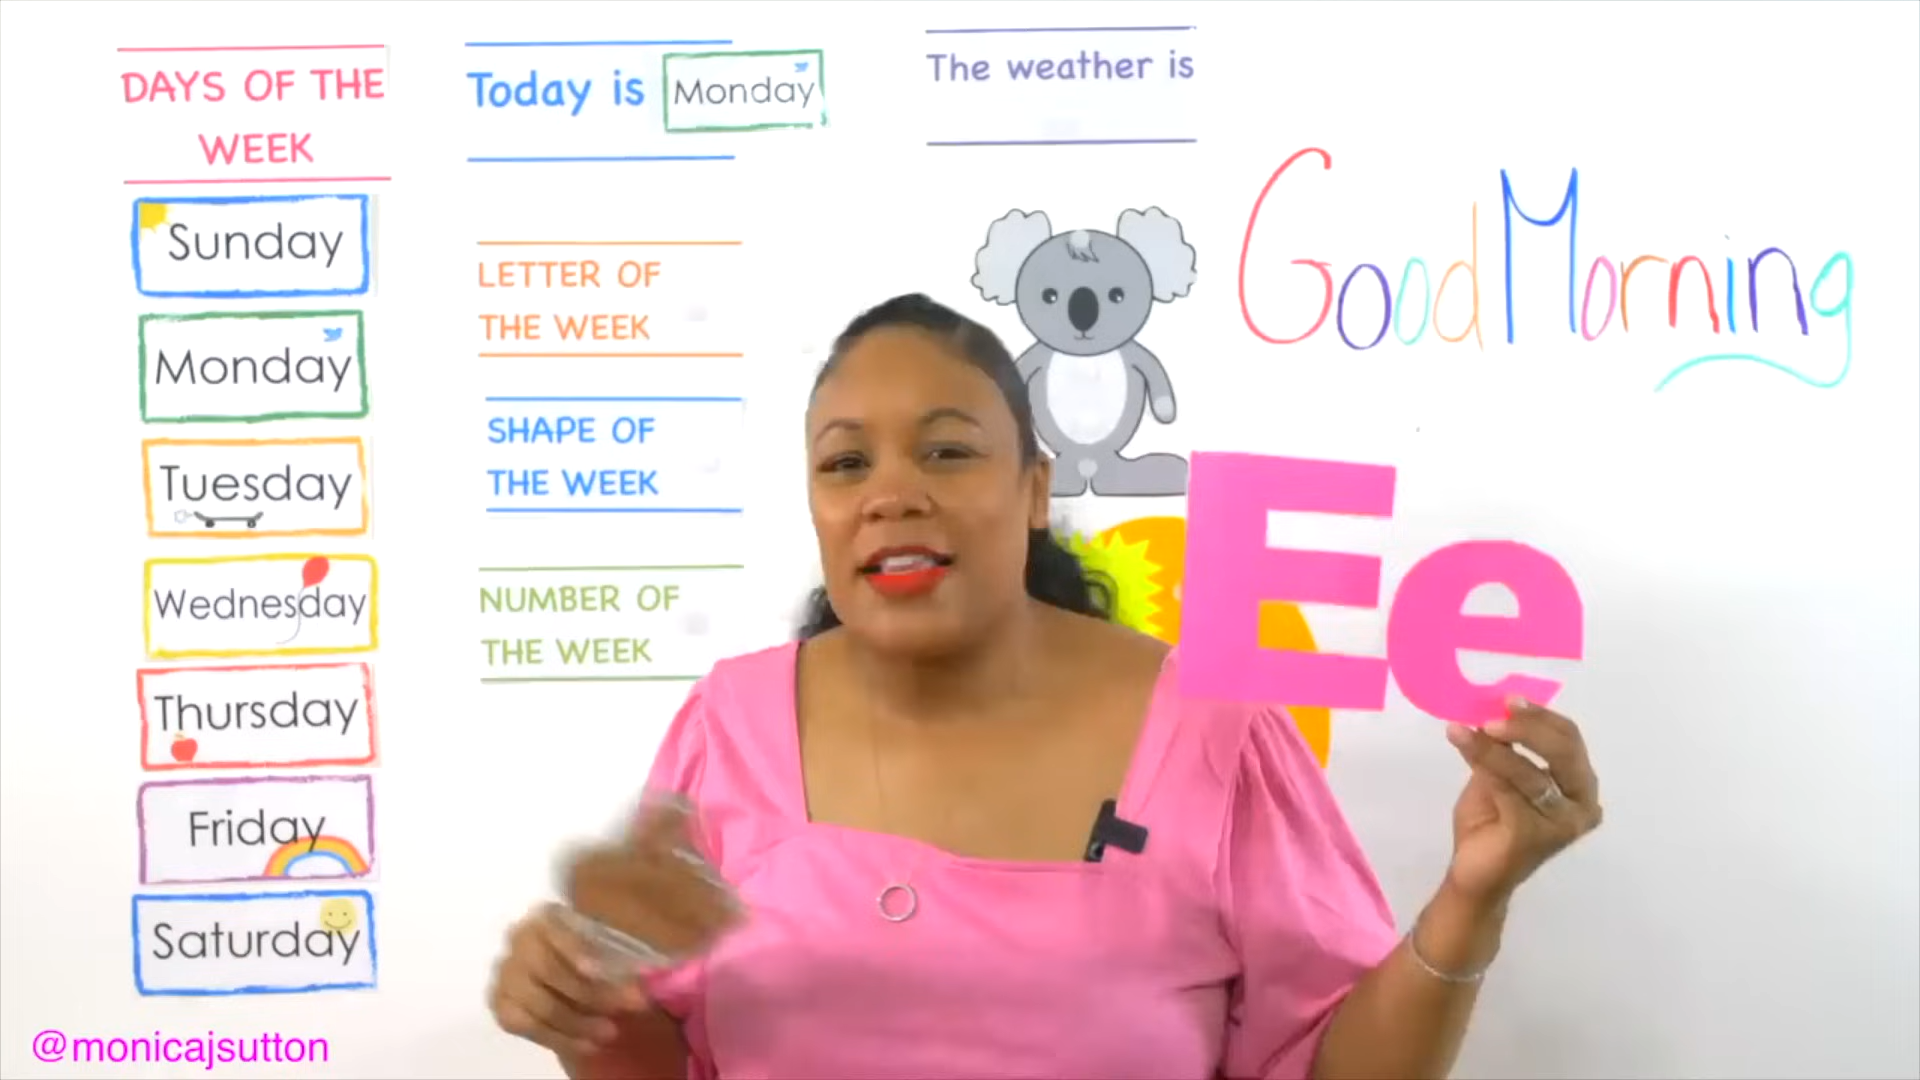 DAYS OF THE
WEEK
Sunday
Monday
Tuesday
Wednesday
Thursday
Friday
Saturday
Today is Monday
LETTER OF
THE WEEK
SHAPE OF
THE WEEK
NUMBER OF
THE WEEK
The weather is
Good Morning
Ee
@monicajsutton